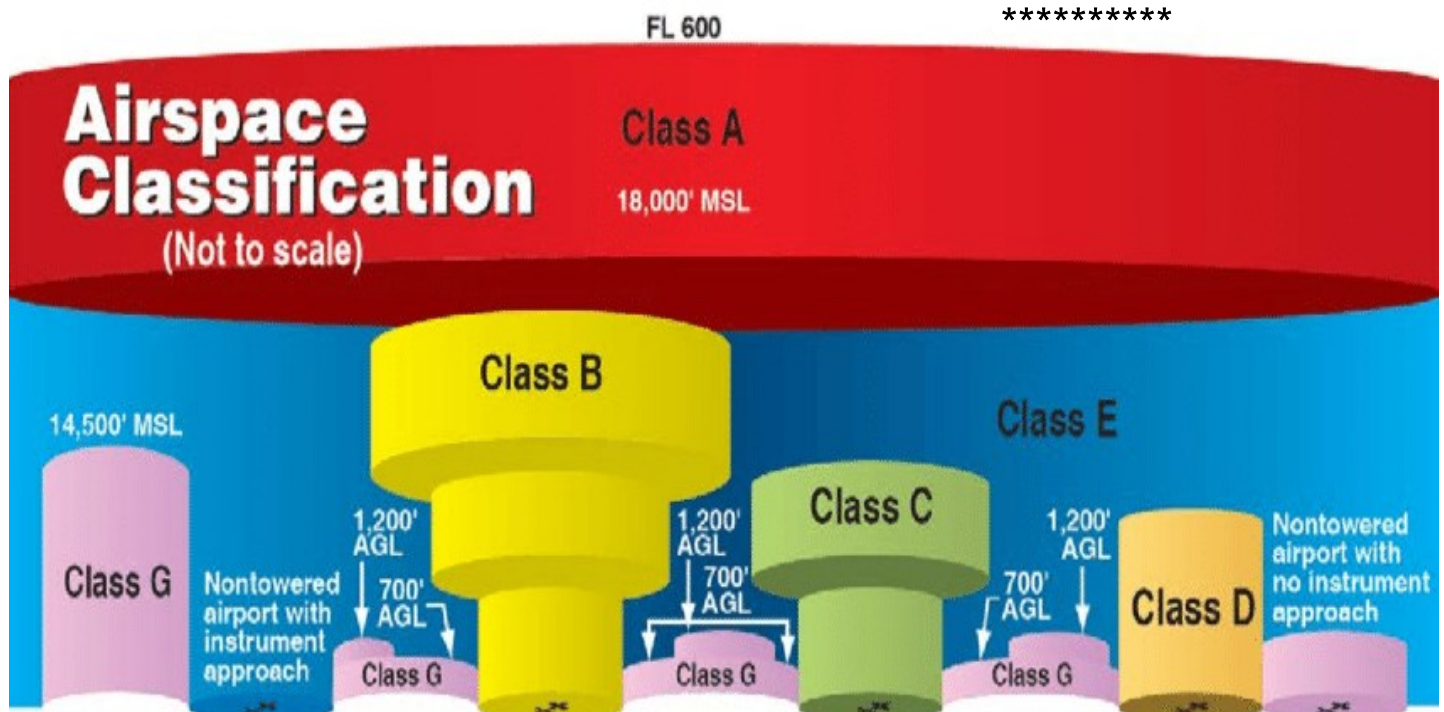 **********
FL 600
Airspace
Classification
(Not to scale)
Class A
18,000' MSL
Class B
Class E
14,500' MSL
Class C
1,200'
AGL
1,200'
AGL
1,200'
AGL
Nontowered
airport with
no instrument
approach
Class G
Nontowered
airport with
instrument
approach
700'
AGL
700'
AGL
700'
AGL
Class D
Class G
Class G
Class G